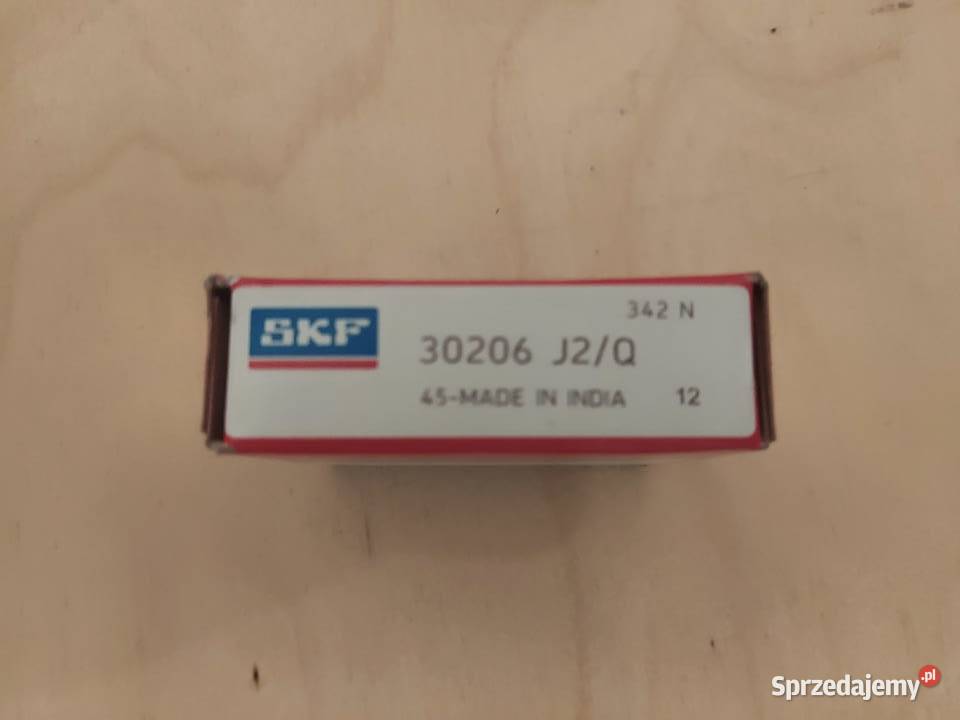 SKF
342 N
30206 J2/Q
45-MADE IN INDIA 12
Sprzedajemy.pl